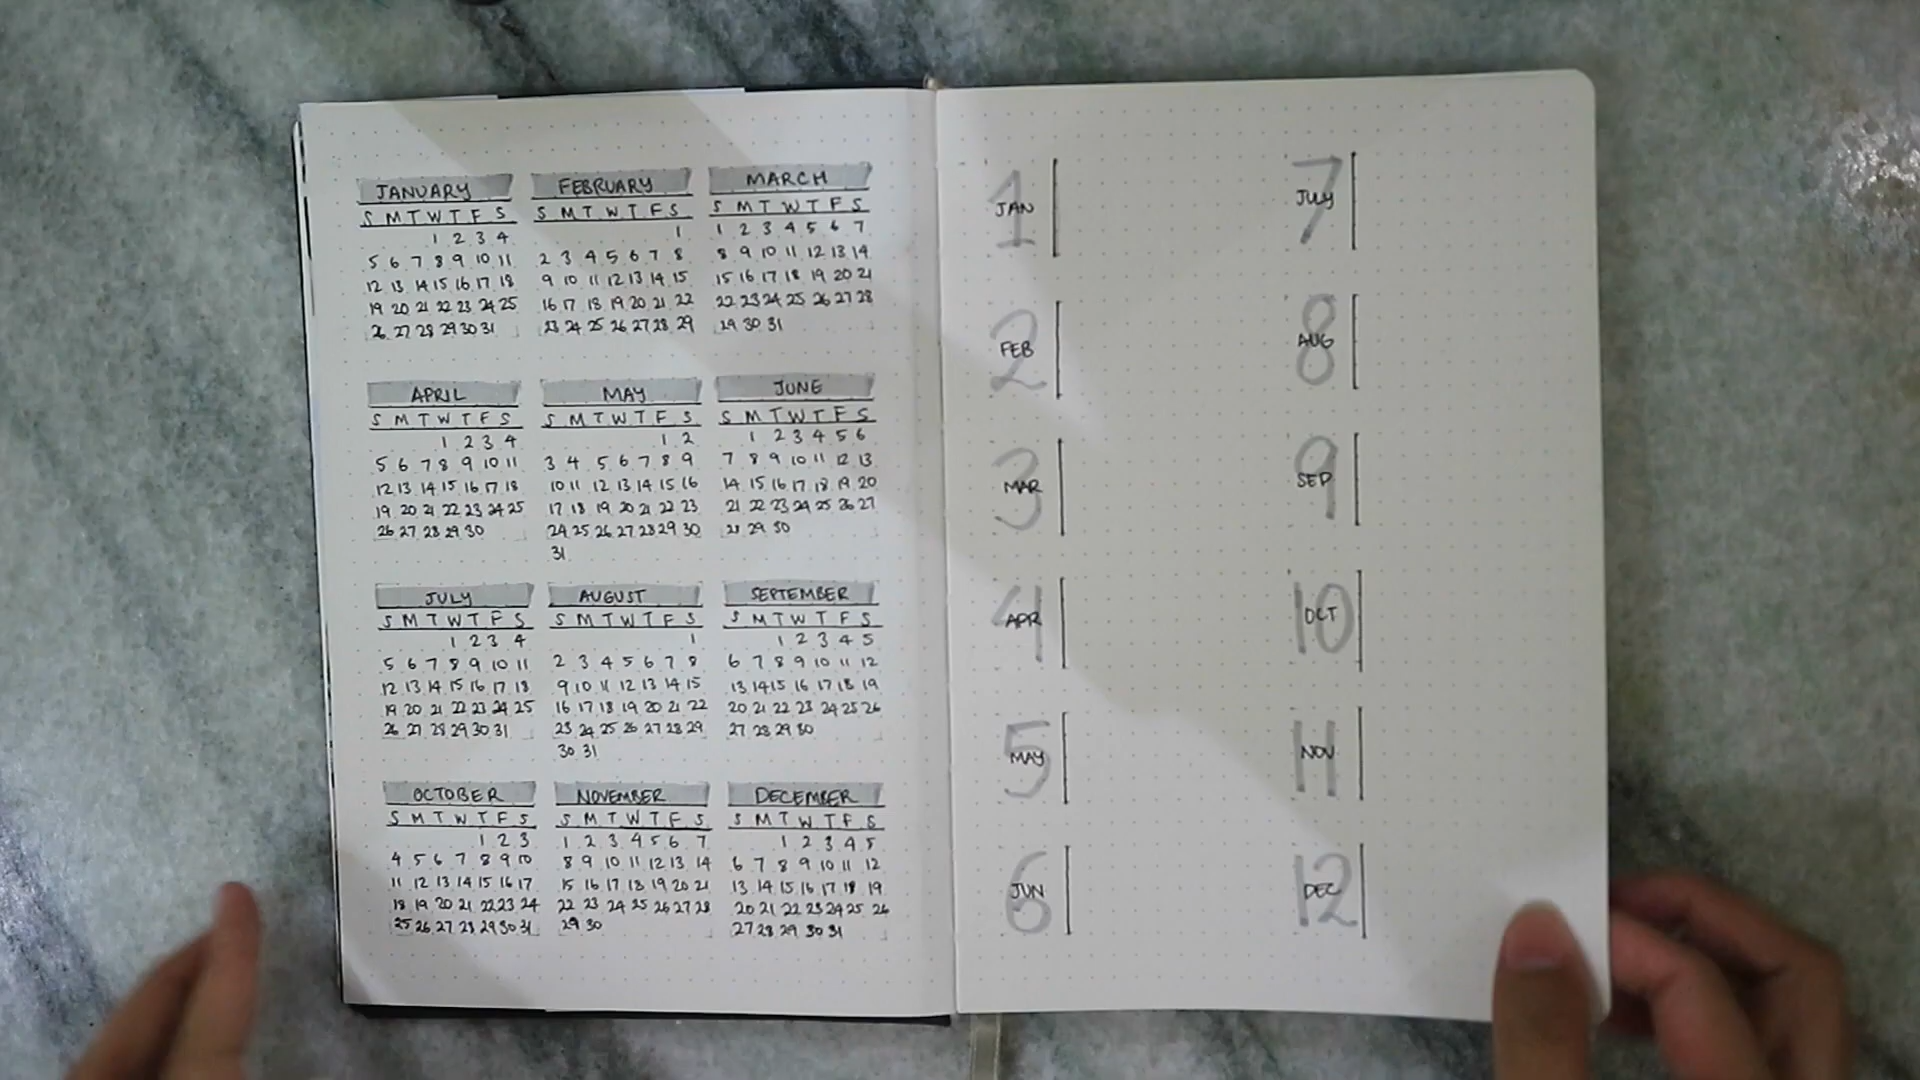 JANUARY
S M T W T F S
1 2 3 4
5 6 7 8 9 10 11
12 13 14 15 16 17 18
19 20 21 22 23 24 25
26 27 28 29 30 31
FEBRUARY
S M T W T F S
1
2 3 4 5 6 7 8
9 10 11 12 13 14 15
16 17 18 19 20 21 22
23 24 25 26 27 28 29
MARCH
S M T W T F S
1 2 3 4 5 6 7
8 9 10 11 12 13 14
15 16 17 18 19 20 21
22 23 24 25 26 27 28
29 30 31
APRIL
S M T W T F S
1 2 3 4
5 6 7 8 9 10 11
12 13 14 15 16 17 18
19 20 21 22 23 24 25
26 27 28 29 30
MAY
S M T W T F S
1 2
3 4 5 6 7 8 9
10 11 12 13 14 15 16
17 18 19 20 21 22 23
24 25 26 27 28 29 30
31
JUNE
S M T W T F S
1 2 3 4 5 6
7 8 9 10 11 12 13
14 15 16 17 18 19 20
21 22 23 24 25 26 27
28 29 30
JULY
S M T W T F S
1 2 3 4
5 6 7 8 9 10 11
12 13 14 15 16 17 18
19 20 21 22 23 24 25
26 27 28 29 30 31
AUGUST
S M T W T F S
1
2 3 4 5 6 7 8
9 10 11 12 13 14 15
16 17 18 19 20 21 22
23 24 25 26 27 28 29
30 31
SEPTEMBER
S M T W T F S
1 2 3 4 5
6 7 8 9 10 11 12
13 14 15 16 17 18 19
20 21 22 23 24 25 26
27 28 29 30
OCTOBER
S M T W T F S
1 2 3
4 5 6 7 8 9 10
11 12 13 14 15 16 17
18 19 20 21 22 23 24
25 26 27 28 29 30 31
NOVEMBER
S M T W T F S
1 2 3 4 5 6 7
8 9 10 11 12 13 14
15 16 17 18 19 20 21
22 23 24 25 26 27 28
29 30
DECEMBER
S M T W T F S
1 2 3 4 5
6 7 8 9 10 11 12
13 14 15 16 17 18 19
20 21 22 23 24 25 26
27 28 29 30 31
1
JAN
2
FEB
3
MAR
4
APR
5
MAY
6
JUN
7
JULY
8
AUG
9
SEP
10
OCT
11
NOV
12
DEC